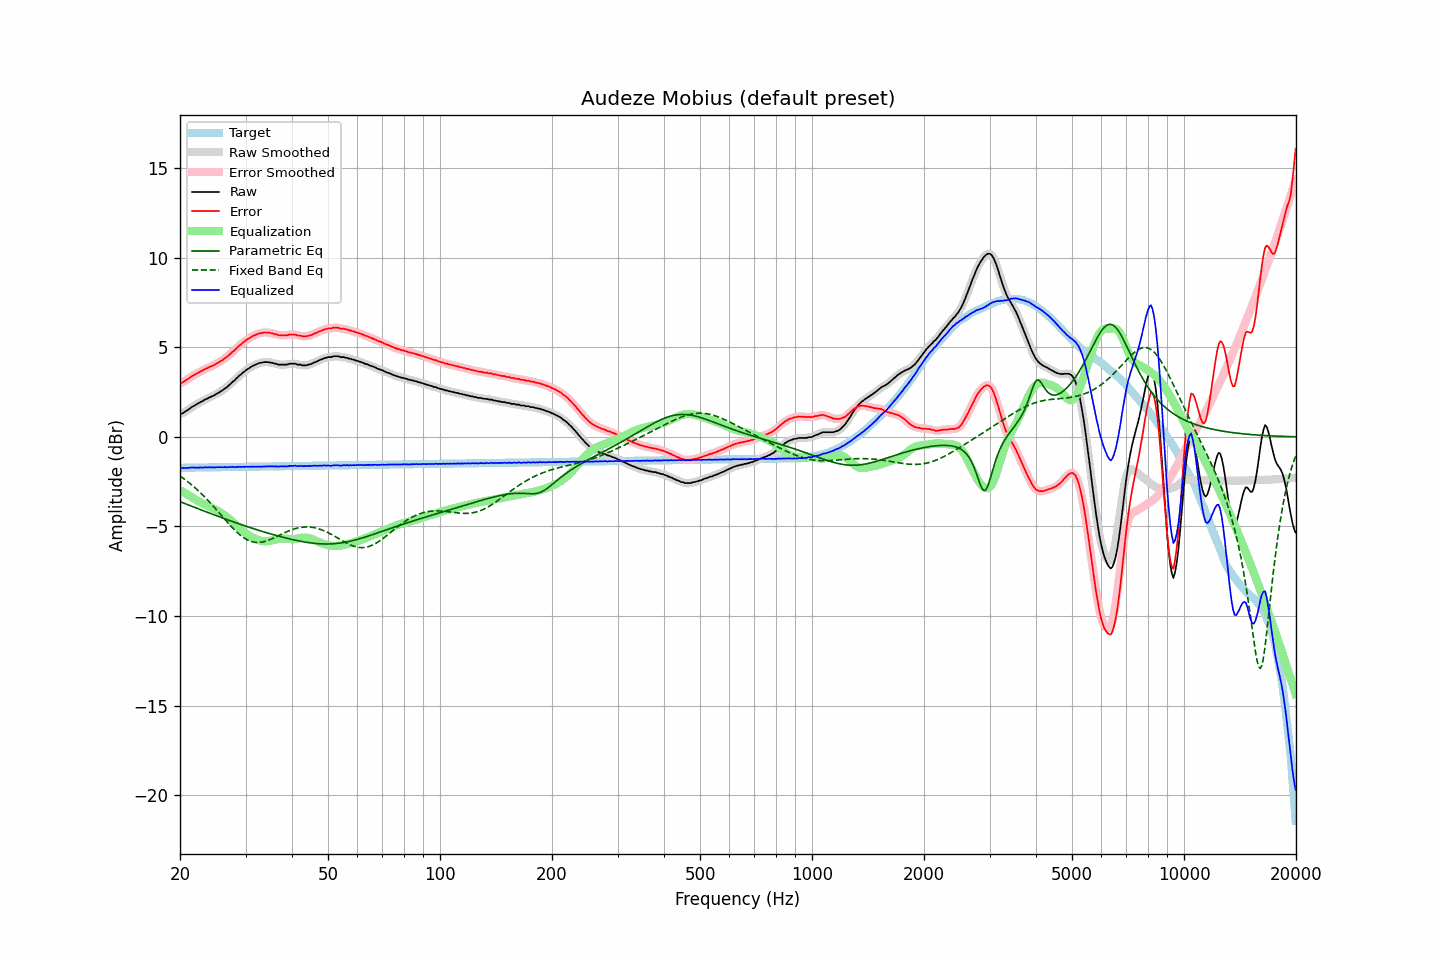 Audeze Mobius (default preset)
Target
Raw Smoothed
Error Smoothed
Raw
Error
Equalization
Parametric Eq
Fixed Band Eq
Equalized
15
10
5
0
−5
−10
−15
−20
Amplitude (dBr)
20 50 100 200 500 1000 2000 5000 10000 20000
Frequency (Hz)